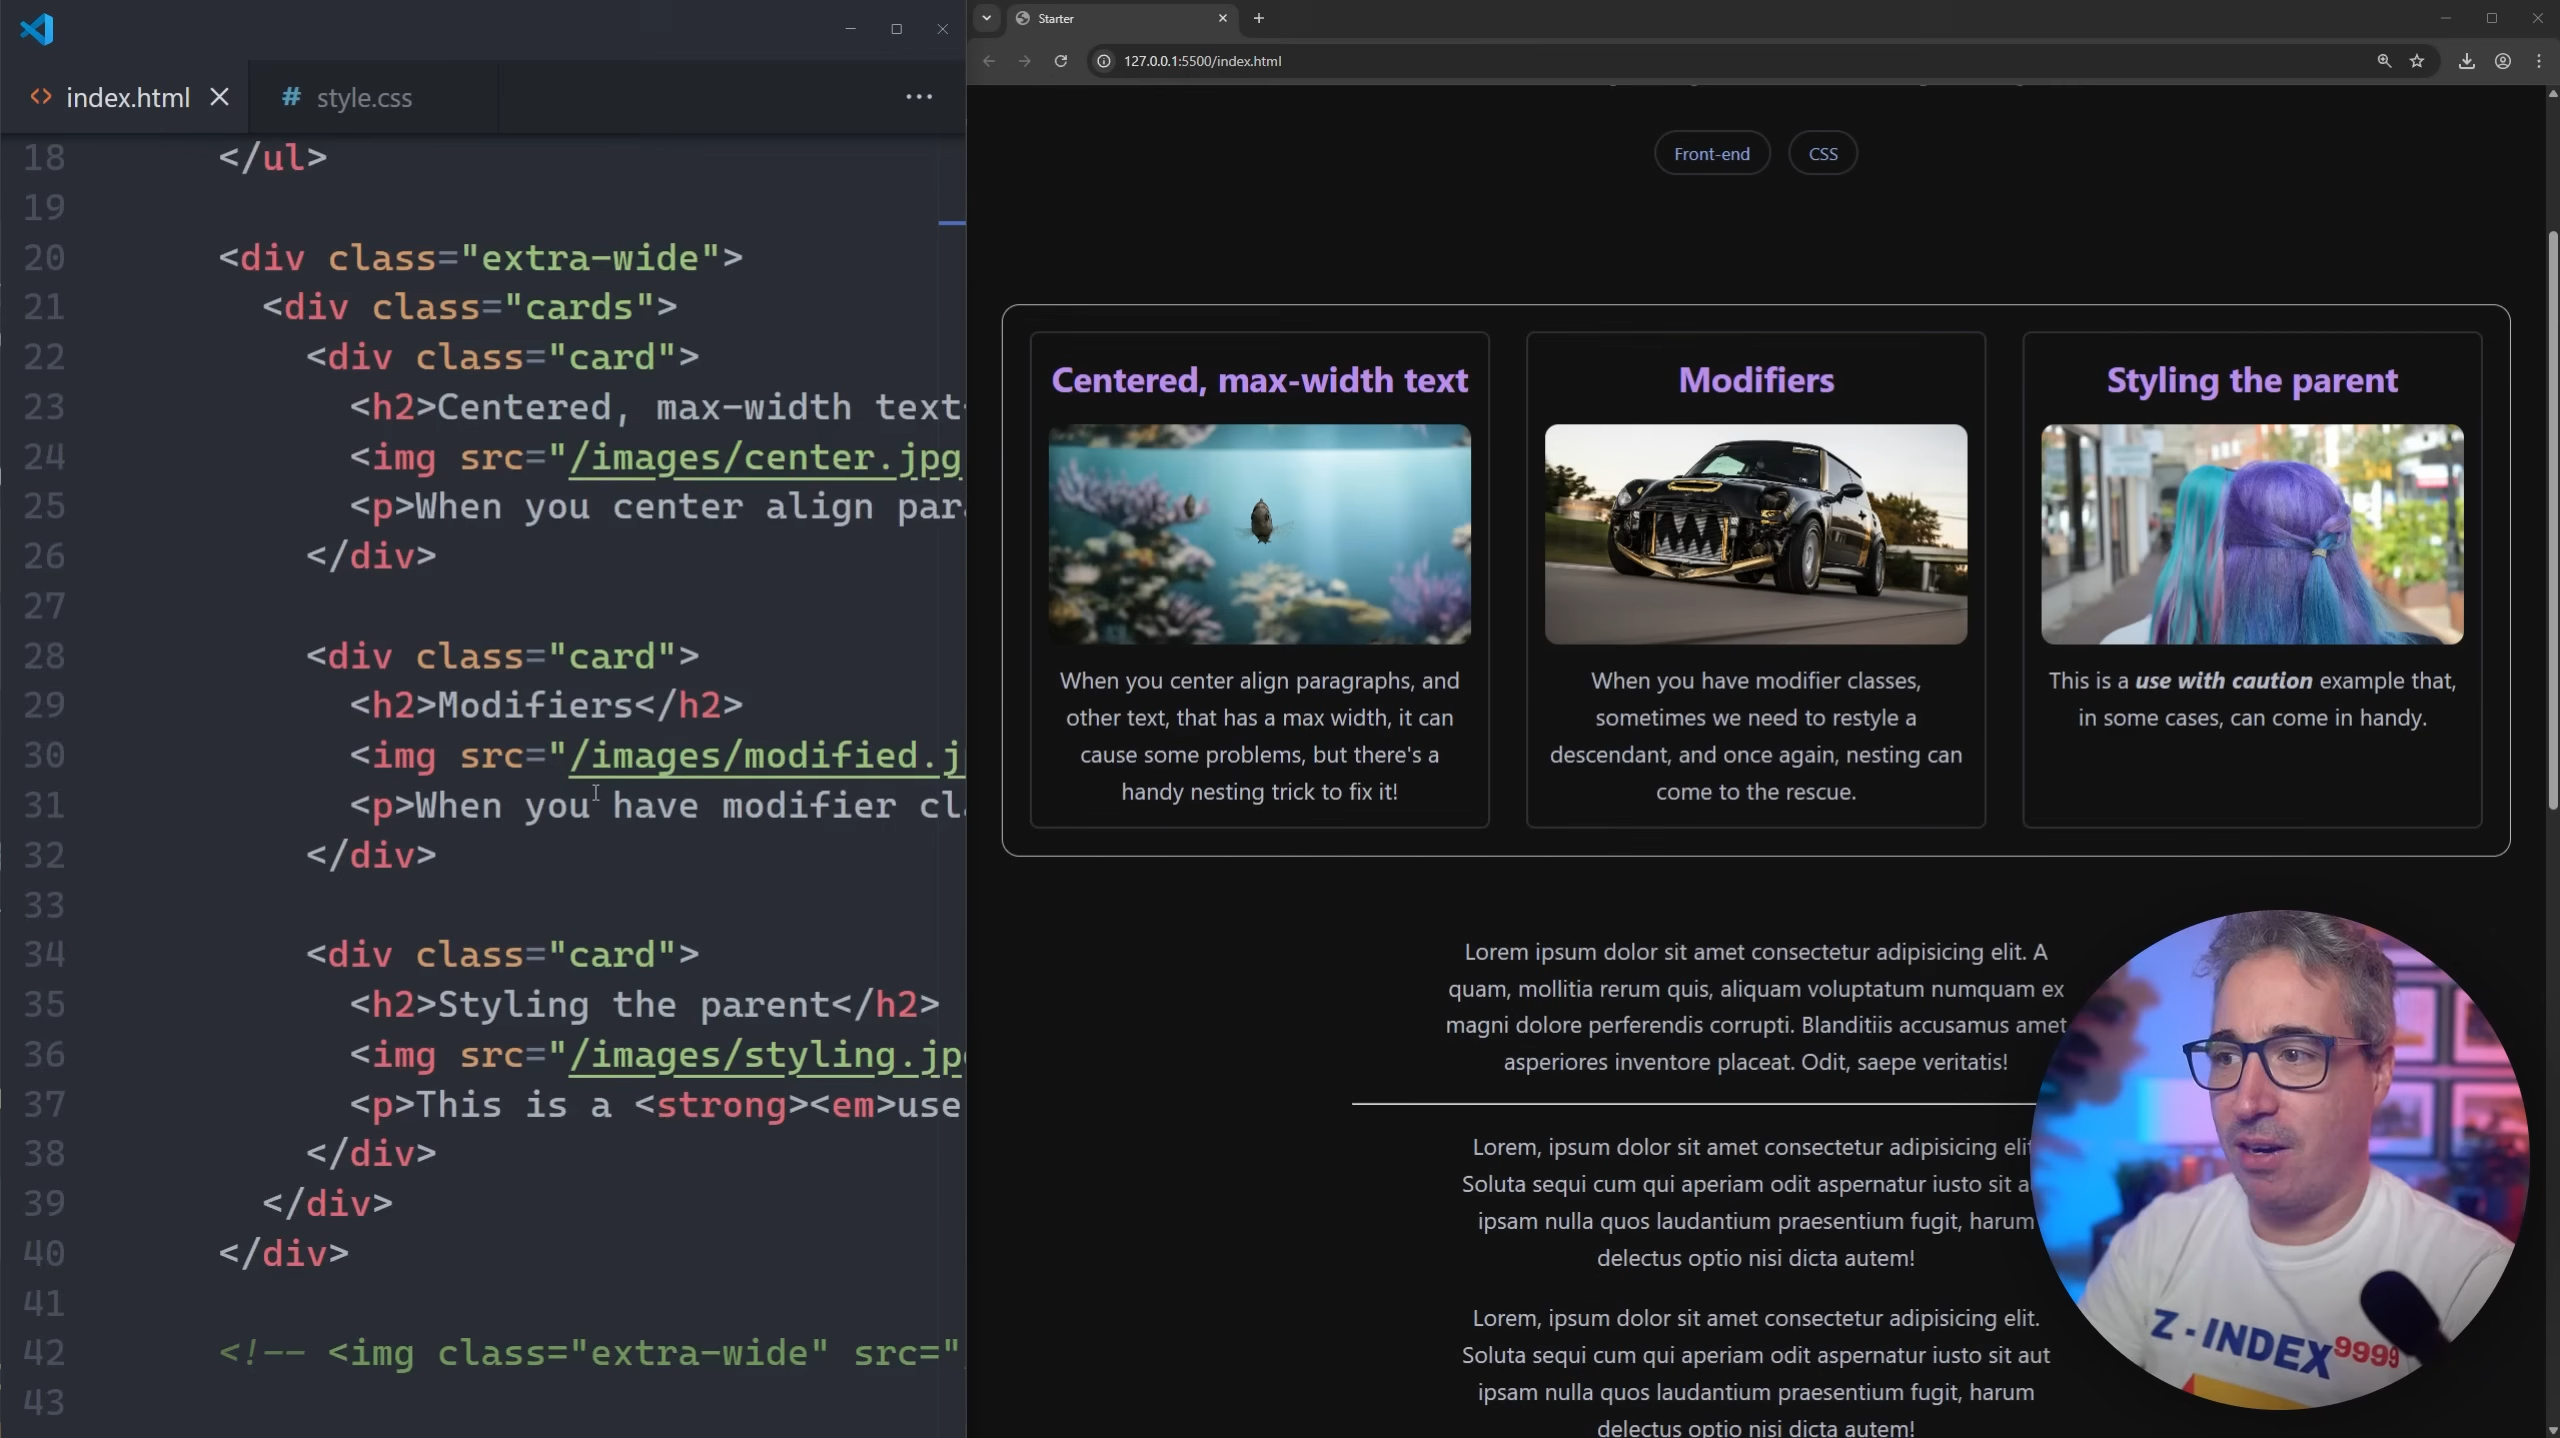 index.html
# style.css
18 </ul>
19
20 <div class="extra-wide">
21 <div class="cards">
22 <div class="card">
23 <h2>Centered, max-width text
24 <img src="/images/center.jpg
25 <p>When you center align par
26 </div>
27
28 <div class="card">
29 <h2>Modifiers</h2>
30 <img src="/images/modified.j
31 <p>When you have modifier cl
32 </div>
33
34 <div class="card">
35 <h2>Styling the parent</h2>
36 <img src="/images/styling.jp
37 <p>This is a <strong><em>use
38 </div>
39 </div>
40 </div>
41
42 <!-- <img class="extra-wide" src="
43
Starter
127.0.0.1:5500/index.html
Front-end
CSS
Centered, max-width text
When you center align paragraphs, and
other text, that has a max width, it can
cause some problems, but there's a
handy nesting trick to fix it!
Modifiers
When you have modifier classes,
sometimes we need to restyle a
descendant, and once again, nesting can
come to the rescue.
Styling the parent
This is a use with caution example that,
in some cases, can come in handy.
Lorem ipsum dolor sit amet consectetur adipisicing elit. A
quam, mollitia rerum quis, aliquam voluptatum numquam ex
magni dolore perferendis corrupti. Blanditiis accusamus amet
asperiores inventore placeat. Odit, saepe veritatis!
Lorem, ipsum dolor sit amet consectetur adipisicing elit
Soluta sequi cum qui aperiam odit aspernatur iusto sit a
ipsam nulla quos laudantium praesentium fugit, harum
delectus optio nisi dicta autem!
Lorem, ipsum dolor sit amet consectetur adipisicing elit.
Soluta sequi cum qui aperiam odit aspernatur iusto sit aut
ipsam nulla quos laudantium praesentium fugit, harum
delectus optio nisi dicta autem!
Z-INDEX 9999